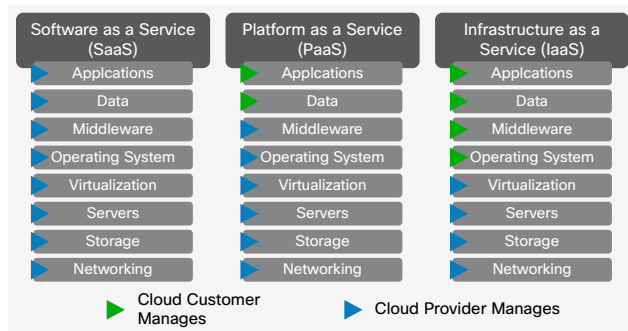 Software as a Service
(SaaS)
Applcations
Data
Middleware
Operating System
Virtualization
Servers
Storage
Networking
Platform as a Service
(PaaS)
Applcations
Data
Middleware
Operating System
Virtualization
Servers
Storage
Networking
Infrastructure as a
Service (IaaS)
Applcations
Data
Middleware
Operating System
Virtualization
Servers
Storage
Networking
Cloud Customer
Manages
Cloud Provider Manages